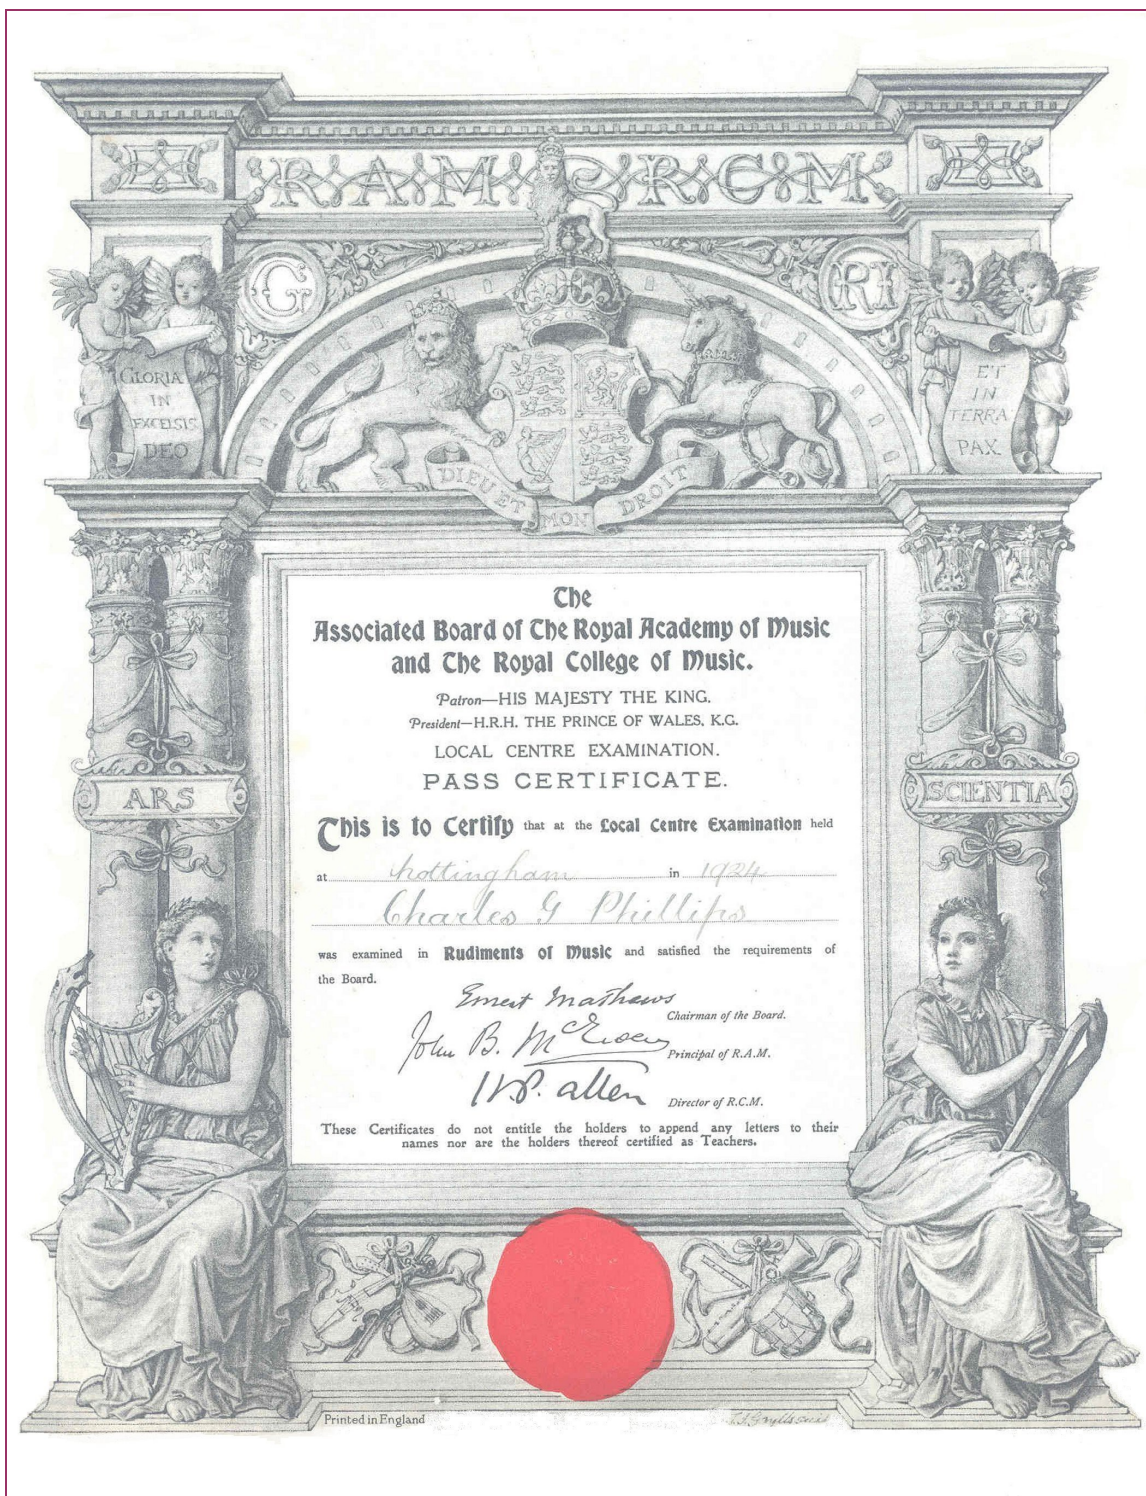 R.A.M. R.C.M.
G RI
GLORIA
IN
EXCELSIS
DEO
ET
IN
TERRA
PAX
DIEU ET MON DROIT
The
Associated Board of The Royal Academy of Music
and The Royal College of Music.
Patron—HIS MAJESTY THE KING.
President—H.R.H. THE PRINCE OF WALES, K.G.
LOCAL CENTRE EXAMINATION.
PASS CERTIFICATE.
ARS
SCIENTIA
This is to Certify that at the Local Centre Examination held
at Nottingham in 1924
Charles G Phillips
was examined in Rudiments of Music and satisfied the requirements of
the Board.
Ernest Mathews
Chairman of the Board.
John B. McEwen
Principal of R.A.M.
H.P. Allen
Director of R.C.M.
These Certificates do not entitle the holders to append any letters to their
names nor are the holders thereof certified as Teachers.
Printed in England